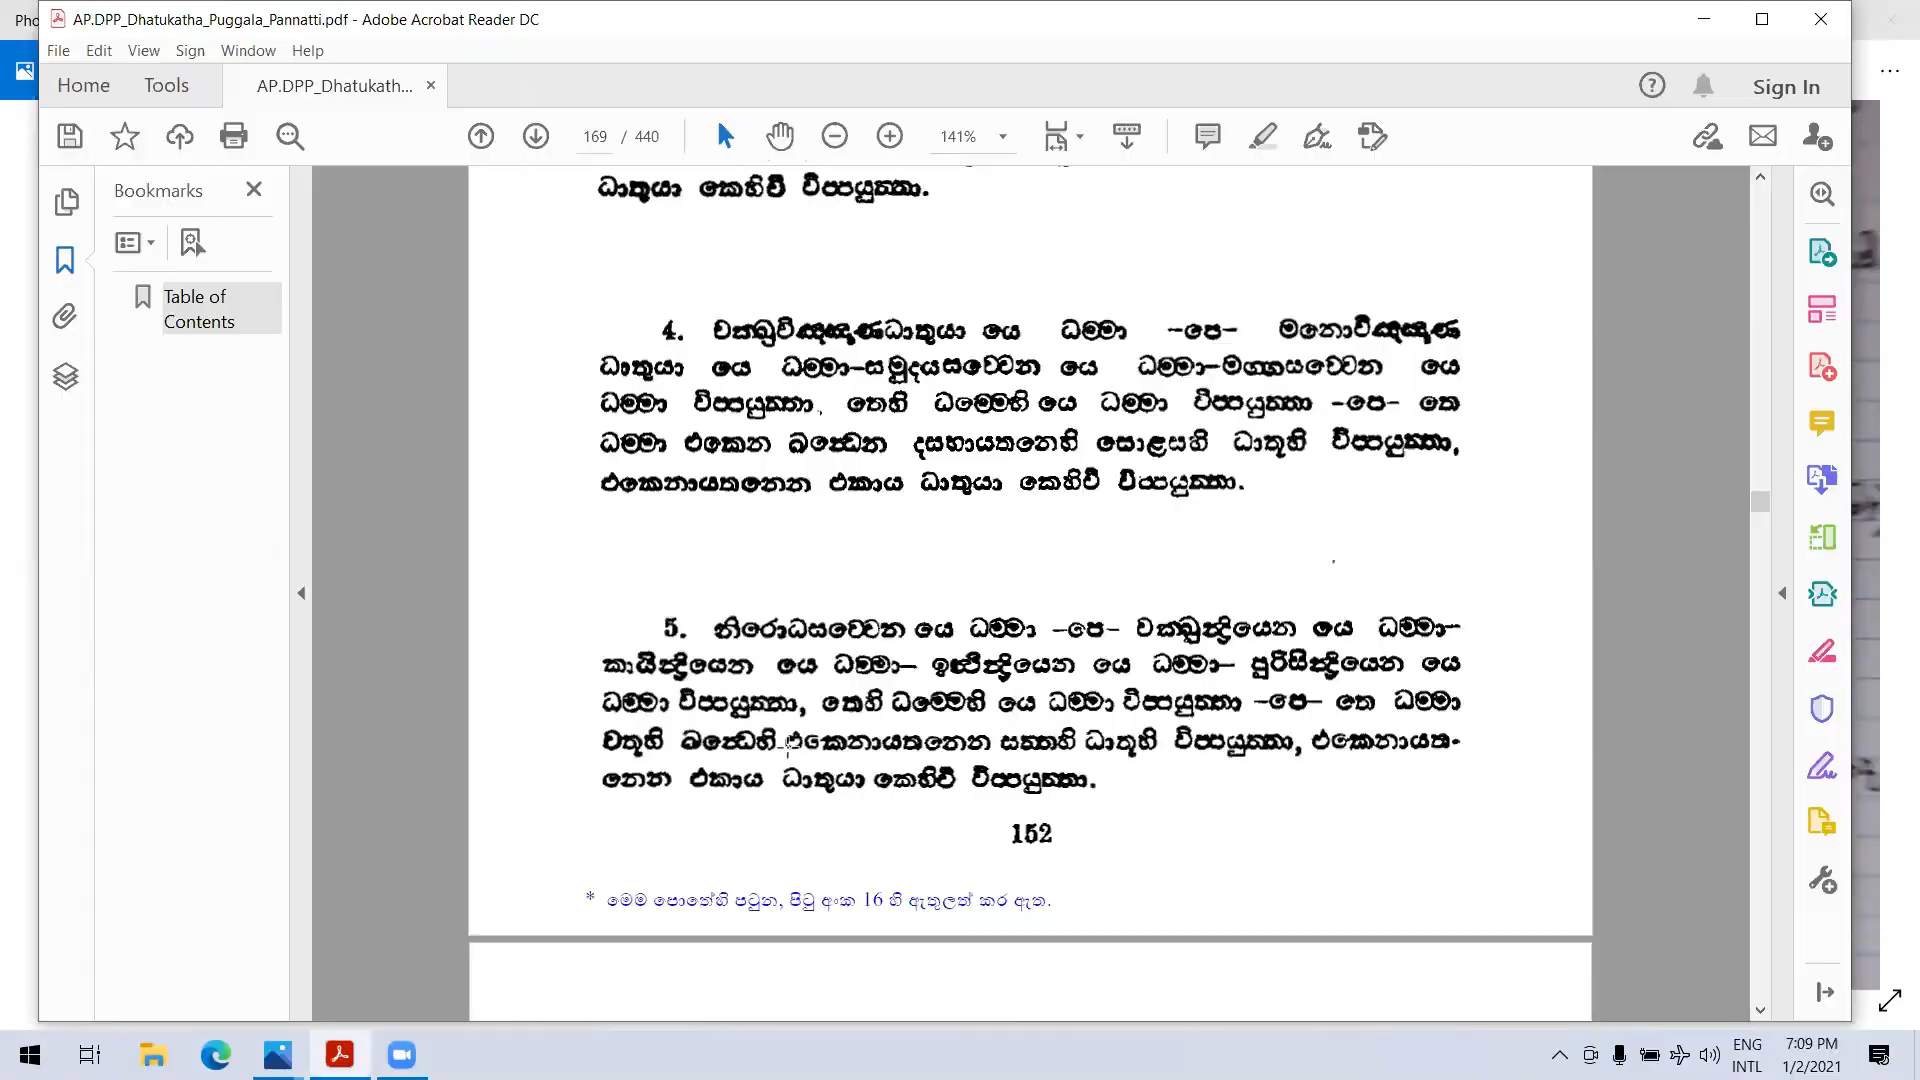 Pho
AP.DPP_Dhatukatha_Puggala_Pannatti.pdf - Adobe Acrobat Reader DC
File Edit View Sign Window Help
Home Tools AP.DPP_Dhatukath... × Sign In
169 / 440 141%
Bookmarks
Table of
Contents
ධාතුයා කෙහිචි විප්පයුත්තා.
4. චක්ඛුවිඤ්ඤාණධාතුයා යෙ ධම්මා -පෙ- මනොවිඤ්ඤාණ
ධාතුයා යෙ ධම්මා-සමුදයසච්චෙන යෙ ධම්මා-මග්ගසච්චෙන යෙ
ධම්මා විප්පයුත්තා, තෙහි ධම්මෙහි යෙ ධම්මා විප්පයුත්තා -පෙ- තෙ
ධම්මා එකෙන ඛන්ධෙන දසහායතනෙහි සොළසහි ධාතූහි විප්පයුත්තා,
එකෙනායතනෙන එකාය ධාතුයා කෙහිචි විප්පයුත්තා.
5. නිරොධසච්චෙන යෙ ධම්මා -පෙ- චක්ඛුන්ද්‍රියෙන යෙ ධම්මා-
කායින්ද්‍රියෙන යෙ ධම්මා- ඉත්ථින්ද්‍රියෙන යෙ ධම්මා- පුරිසින්ද්‍රියෙන යෙ
ධම්මා විප්පයුත්තා, තෙහි ධම්මෙහි යෙ ධම්මා විප්පයුත්තා -පෙ- තෙ ධම්මා
චතූහි ඛන්ධෙහි එකෙනායතනෙන සත්තහි ධාතූහි විප්පයුත්තා, එකෙනායත-
නෙන එකාය ධාතුයා කෙහිචි විප්පයුත්තා.
152
* මෙම පොතේහි පටුන, පිටු අංක 16 හි ඇතුලත් කර ඇත.
ENG 7:09 PM
INTL 1/2/2021